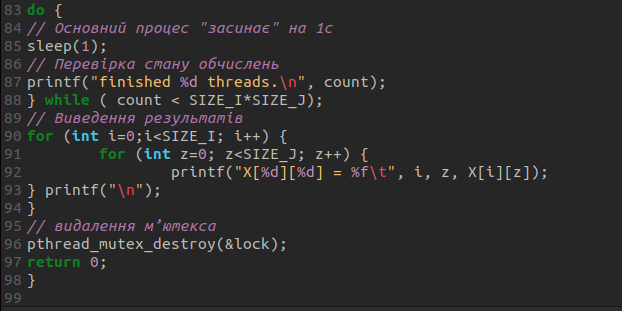 83 do {
84 // Основний процес "засинає" на 1с
85 sleep(1);
86 // Перевірка стану обчислень
87 printf("finished %d threads.\n", count);
88 } while ( count < SIZE_I*SIZE_J);
89 // Виведення результатів
90 for (int i=0;i<SIZE_I; i++) {
91         for (int z=0; z<SIZE_J; z++) {
92                 printf("X[%d][%d] = %f\t", i, z, X[i][z]);
93 } printf("\n");
94 }
95 // видалення м’ютекса
96 pthread_mutex_destroy(&lock);
97 return 0;
98 }
99